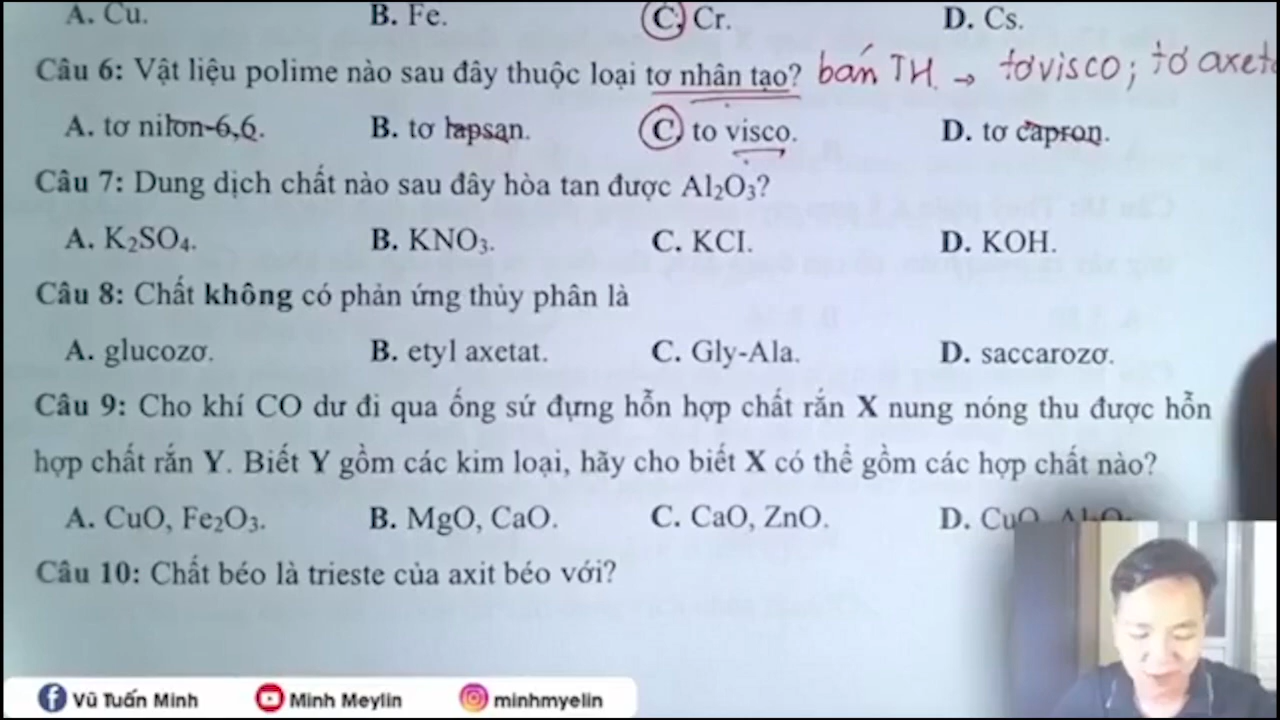 A. Cu. B. Fe. C. Cr. D. Cs.
Câu 6: Vật liệu polime nào sau đây thuộc loại tơ nhân tạo? bán TH → tơ visco; tơ axeta
A. tơ nilon-6,6. B. tơ lapsan. C. to visco. D. tơ capron.
Câu 7: Dung dịch chất nào sau đây hòa tan được Al₂O₃?
A. K₂SO₄. B. KNO₃. C. KCl. D. KOH.
Câu 8: Chất không có phản ứng thủy phân là
A. glucozơ. B. etyl axetat. C. Gly-Ala. D. saccarozơ.
Câu 9: Cho khí CO dư đi qua ống sứ đựng hỗn hợp chất rắn X nung nóng thu được hỗn
hợp chất rắn Y. Biết Y gồm các kim loại, hãy cho biết X có thể gồm các hợp chất nào?
A. CuO, Fe₂O₃. B. MgO, CaO. C. CaO, ZnO. D. CuO, Al₂O₃.
Câu 10: Chất béo là trieste của axit béo với?
Vũ Tuấn Minh Minh Meylin minhmyelin